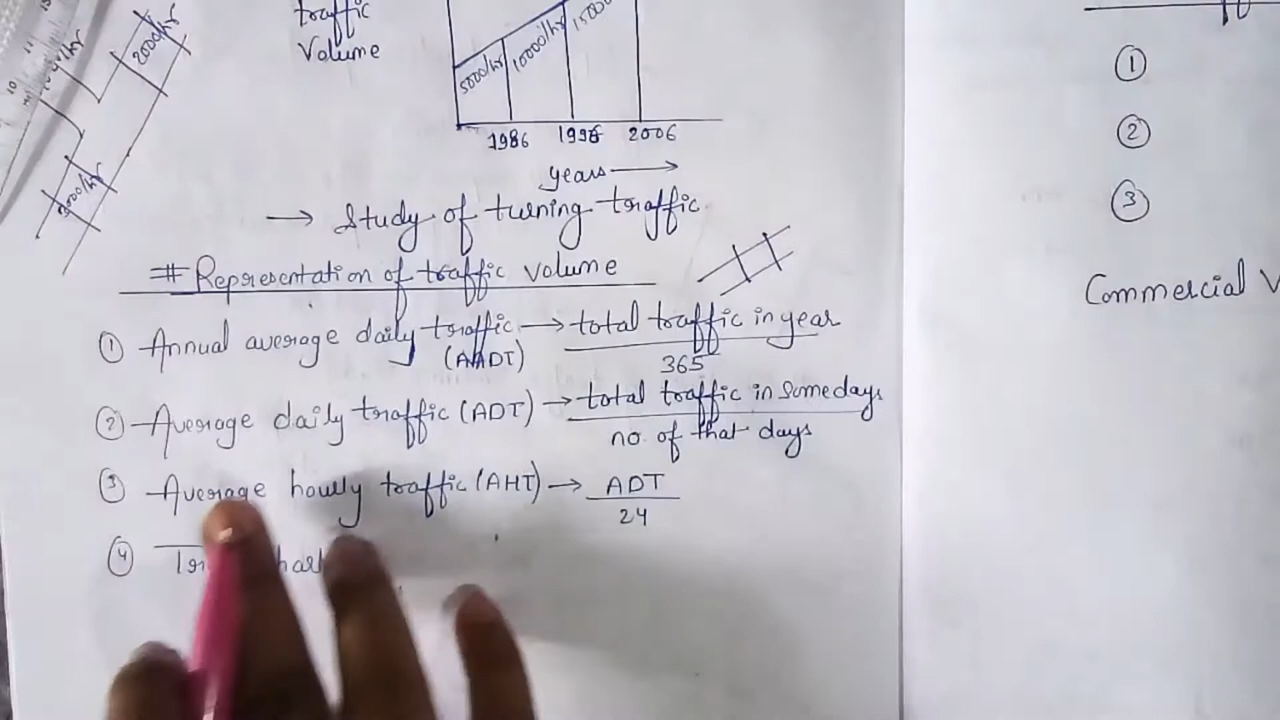 traffic
Volume
2000/hr
3000/hr
5000/hr
10000/hr
1986 1996 2006
years →
→ Study of turning traffic
# Representation of traffic volume
① Annual average daily traffic → total traffic in year
(AADT) 365
② Average daily traffic (ADT) → total traffic in some days
no. of that days
③ Average hourly traffic (AHT) → ADT
24
④
①
②
③
Commercial